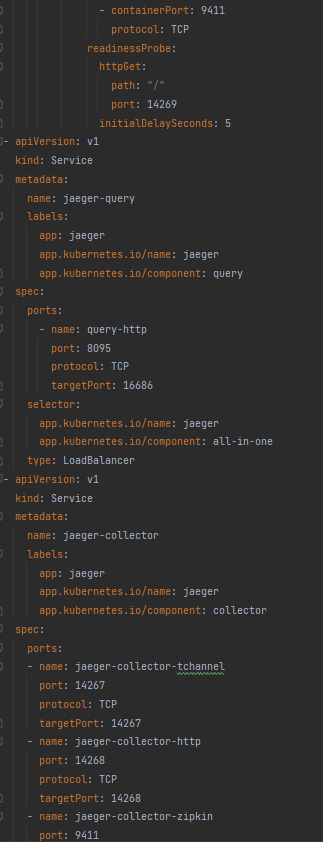 - containerPort: 9411
protocol: TCP
readinessProbe:
httpGet:
path: "/"
port: 14269
initialDelaySeconds: 5
- apiVersion: v1
kind: Service
metadata:
name: jaeger-query
labels:
app: jaeger
app.kubernetes.io/name: jaeger
app.kubernetes.io/component: query
spec:
ports:
- name: query-http
port: 8095
protocol: TCP
targetPort: 16686
selector:
app.kubernetes.io/name: jaeger
app.kubernetes.io/component: all-in-one
type: LoadBalancer
- apiVersion: v1
kind: Service
metadata:
name: jaeger-collector
labels:
app: jaeger
app.kubernetes.io/name: jaeger
app.kubernetes.io/component: collector
spec:
ports:
- name: jaeger-collector-tchannel
port: 14267
protocol: TCP
targetPort: 14267
- name: jaeger-collector-http
port: 14268
protocol: TCP
targetPort: 14268
- name: jaeger-collector-zipkin
port: 9411